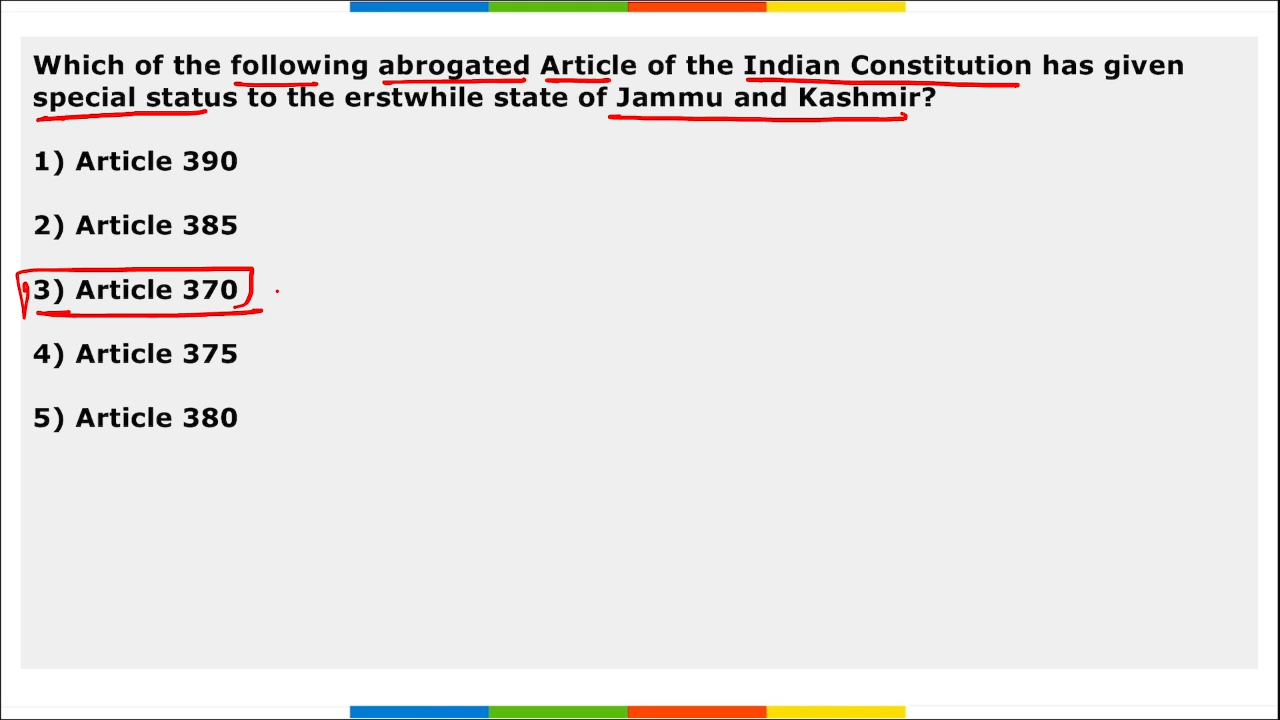 Which of the following abrogated Article of the Indian Constitution has given
special status to the erstwhile state of Jammu and Kashmir?
1) Article 390
2) Article 385
3) Article 370
4) Article 375
5) Article 380